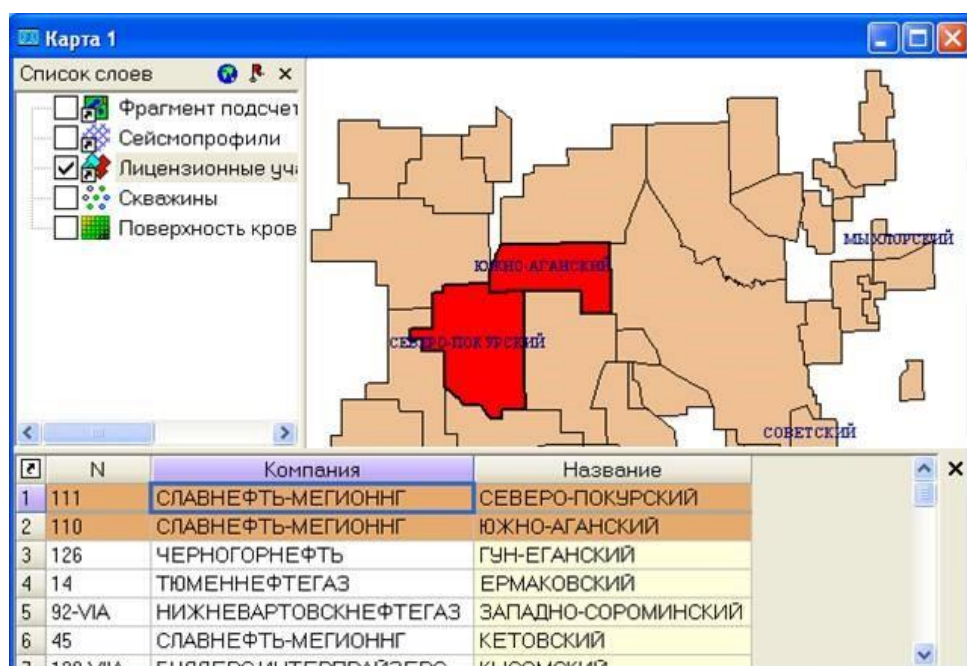 Карта 1
Список слоев
Фрагмент подсчет
Сейсмопрофили
Лицензионные уч
Скважины
Поверхность кров
МЫХЛОРСКИЙ
ЮЖНО-АГАНСКИЙ
СЕВЕРО-ПОКУРСКИЙ
СОВЕТСКИЙ
N Компания Название
1 111 СЛАВНЕФТЬ-МЕГИОННГ СЕВЕРО-ПОКУРСКИЙ
2 110 СЛАВНЕФТЬ-МЕГИОННГ ЮЖНО-АГАНСКИЙ
3 126 ЧЕРНОГОРНЕФТЬ ГУН-ЕГАНСКИЙ
4 14 ТЮМЕННЕФТЕГАЗ ЕРМАКОВСКИЙ
5 92-VIA НИЖНЕВАРТОВСКНЕФТЕГАЗ ЗАПАДНО-СОРОМИНСКИЙ
6 45 СЛАВНЕФТЬ-МЕГИОННГ КЕТОВСКИЙ